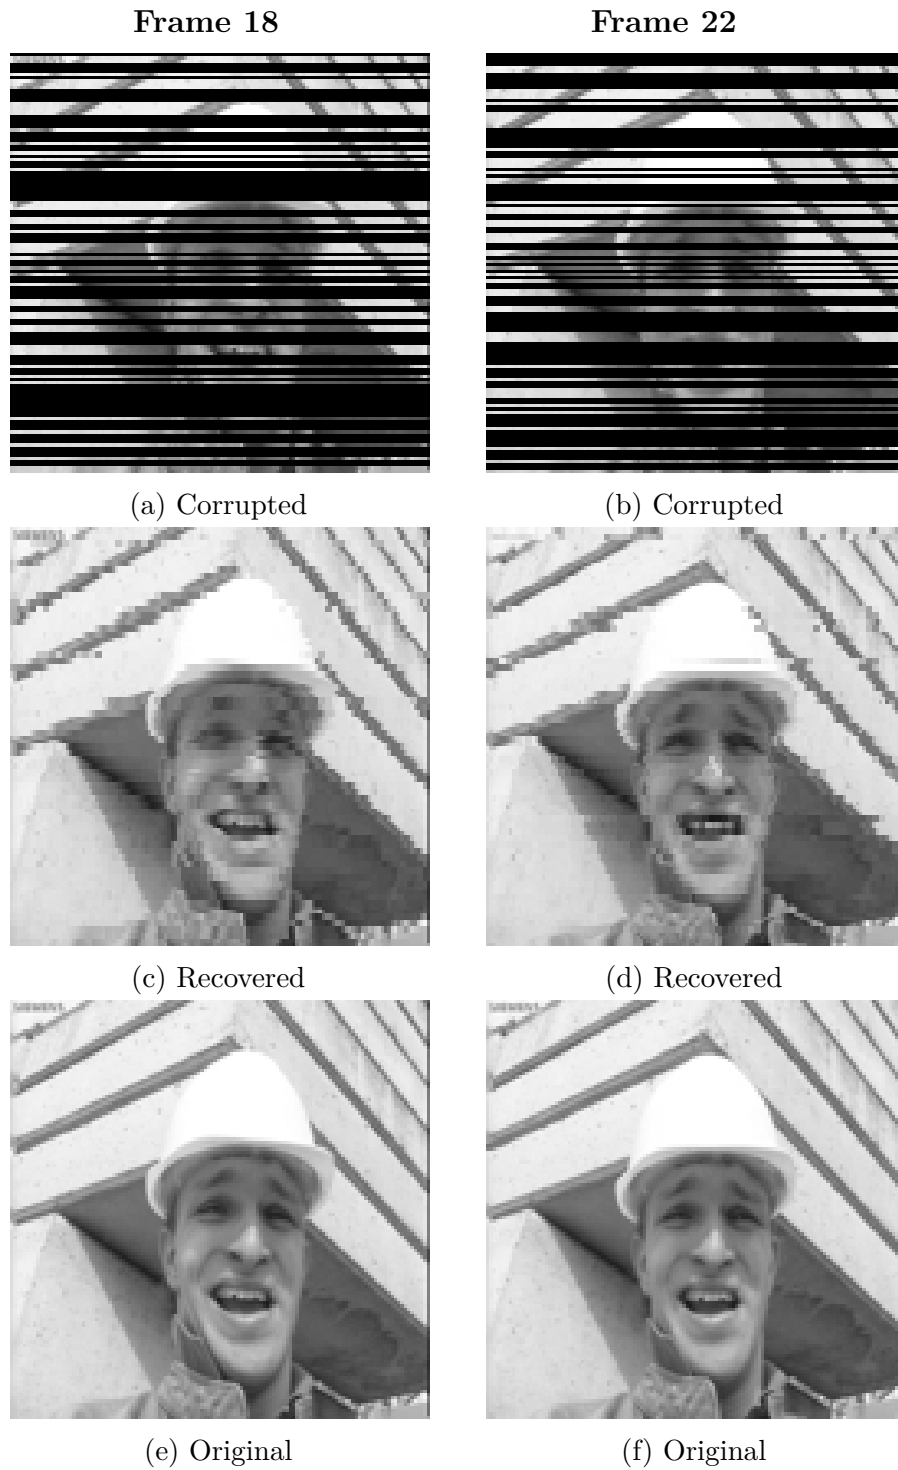 Frame 18
Frame 22
(a) Corrupted
(b) Corrupted
(c) Recovered
(d) Recovered
(e) Original
(f) Original